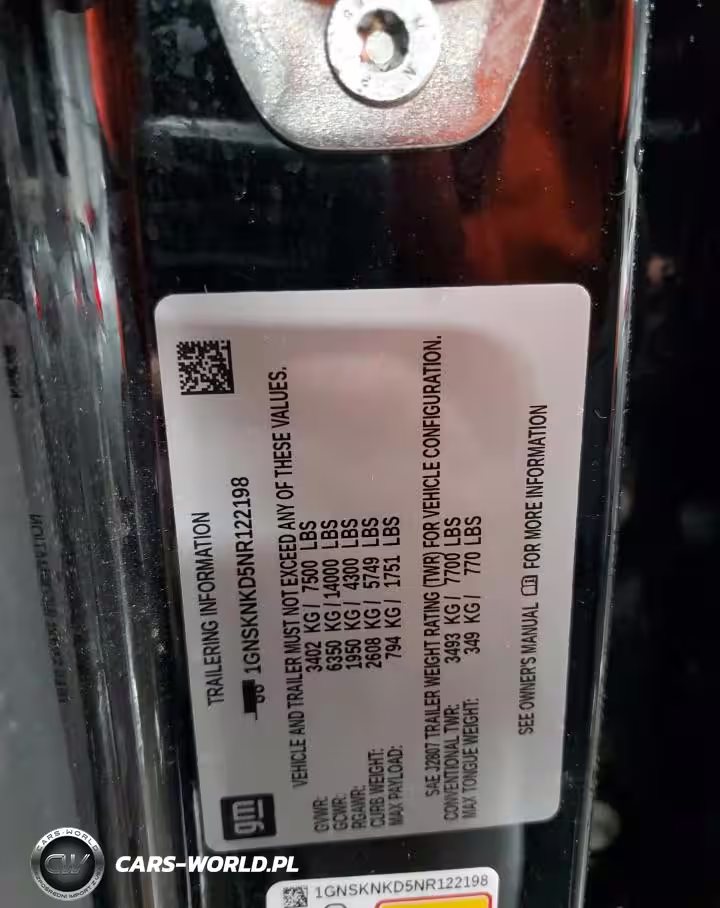 TRAILERING INFORMATION
1GNSKNKD5NR122198
VEHICLE AND TRAILER MUST NOT EXCEED ANY OF THESE VALUES.
GVWR: 3402 KG / 7500 LBS
GCWR: 6350 KG / 14000 LBS
RGAWR: 1950 KG / 4300 LBS
CURB WEIGHT: 2608 KG / 5749 LBS
MAX PAYLOAD: 794 KG / 1751 LBS
SAE J2807 TRAILER WEIGHT RATING (TWR) FOR VEHICLE CONFIGURATION.
CONVENTIONAL TWR: 3493 KG / 7700 LBS
MAX TONGUE WEIGHT: 349 KG / 770 LBS
SEE OWNER'S MANUAL FOR MORE INFORMATION
gm
1GNSKNKD5NR122198
CARS-WORLD
CW
CARS-WORLD.PL